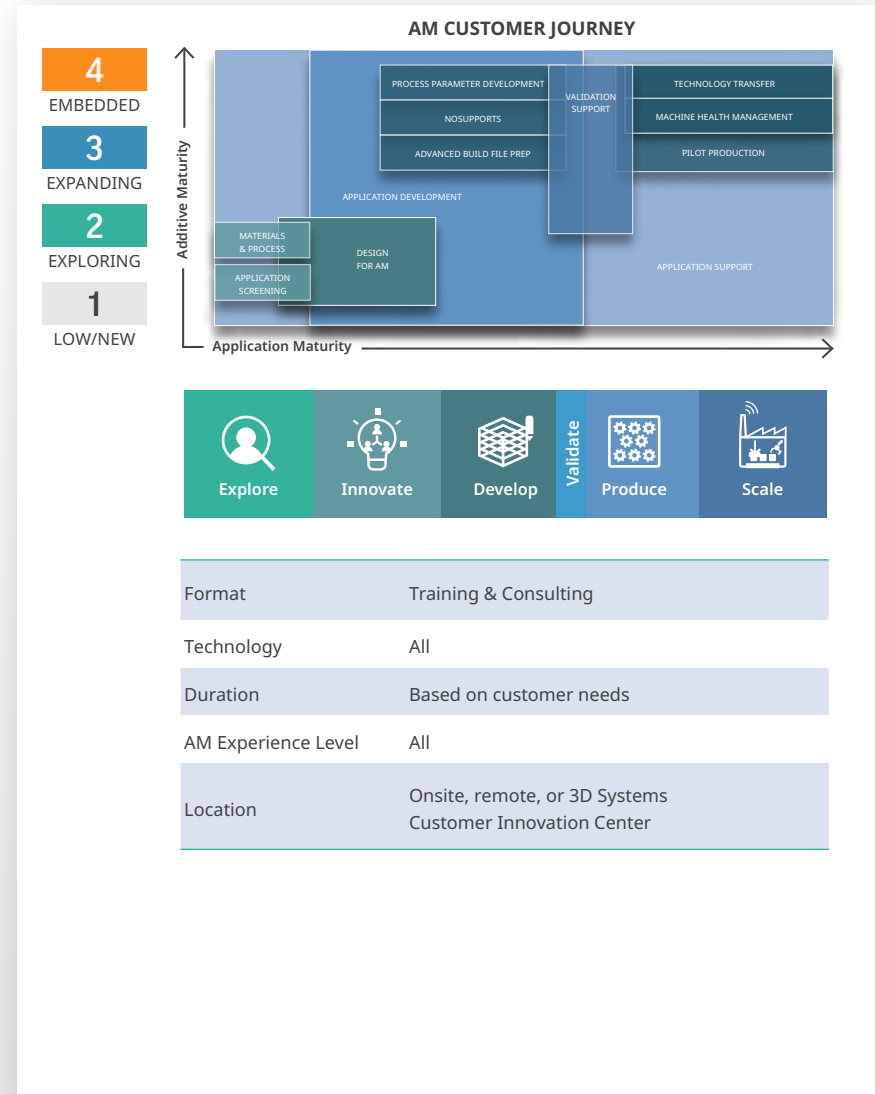 AM CUSTOMER JOURNEY
4
EMBEDDED
3
EXPANDING
2
EXPLORING
1
LOW/NEW
Additive Maturity
PROCESS PARAMETER DEVELOPMENT
NOSUPPORTS
ADVANCED BUILD FILE PREP
VALIDATION
SUPPORT
TECHNOLOGY TRANSFER
MACHINE HEALTH MANAGEMENT
PILOT PRODUCTION
APPLICATION DEVELOPMENT
MATERIALS
& PROCESS
APPLICATION
SCREENING
DESIGN
FOR AM
APPLICATION SUPPORT
Application Maturity
Explore
Innovate
Develop
Validate
Produce
Scale
Format Training & Consulting
Technology All
Duration Based on customer needs
AM Experience Level All
Location Onsite, remote, or 3D Systems
Customer Innovation Center